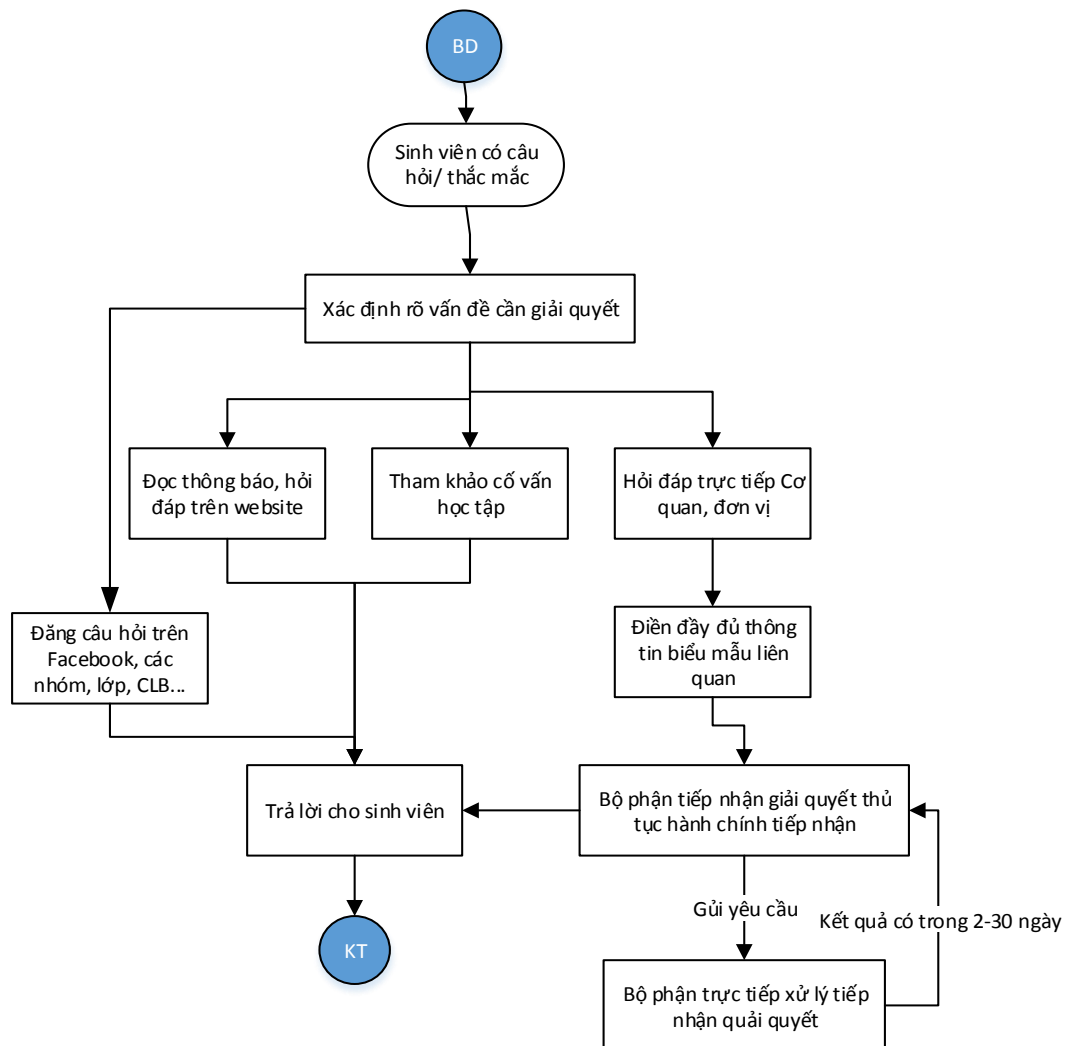 BD
Sinh viên có câu
hỏi/ thắc mắc
Xác định rõ vấn đề cần giải quyết
Đọc thông báo, hỏi
đáp trên website
Tham khảo cố vấn
học tập
Hỏi đáp trực tiếp Cơ
quan, đơn vị
Đăng câu hỏi trên
Facebook, các
nhóm, lớp, CLB...
Điền đầy đủ thông
tin biểu mẫu liên
quan
Trả lời cho sinh viên
Bộ phận tiếp nhận giải quyết thủ
tục hành chính tiếp nhận
Gủi yêu cầu
Kết quả có trong 2-30 ngày
KT
Bộ phận trực tiếp xử lý tiếp
nhận quải quyết